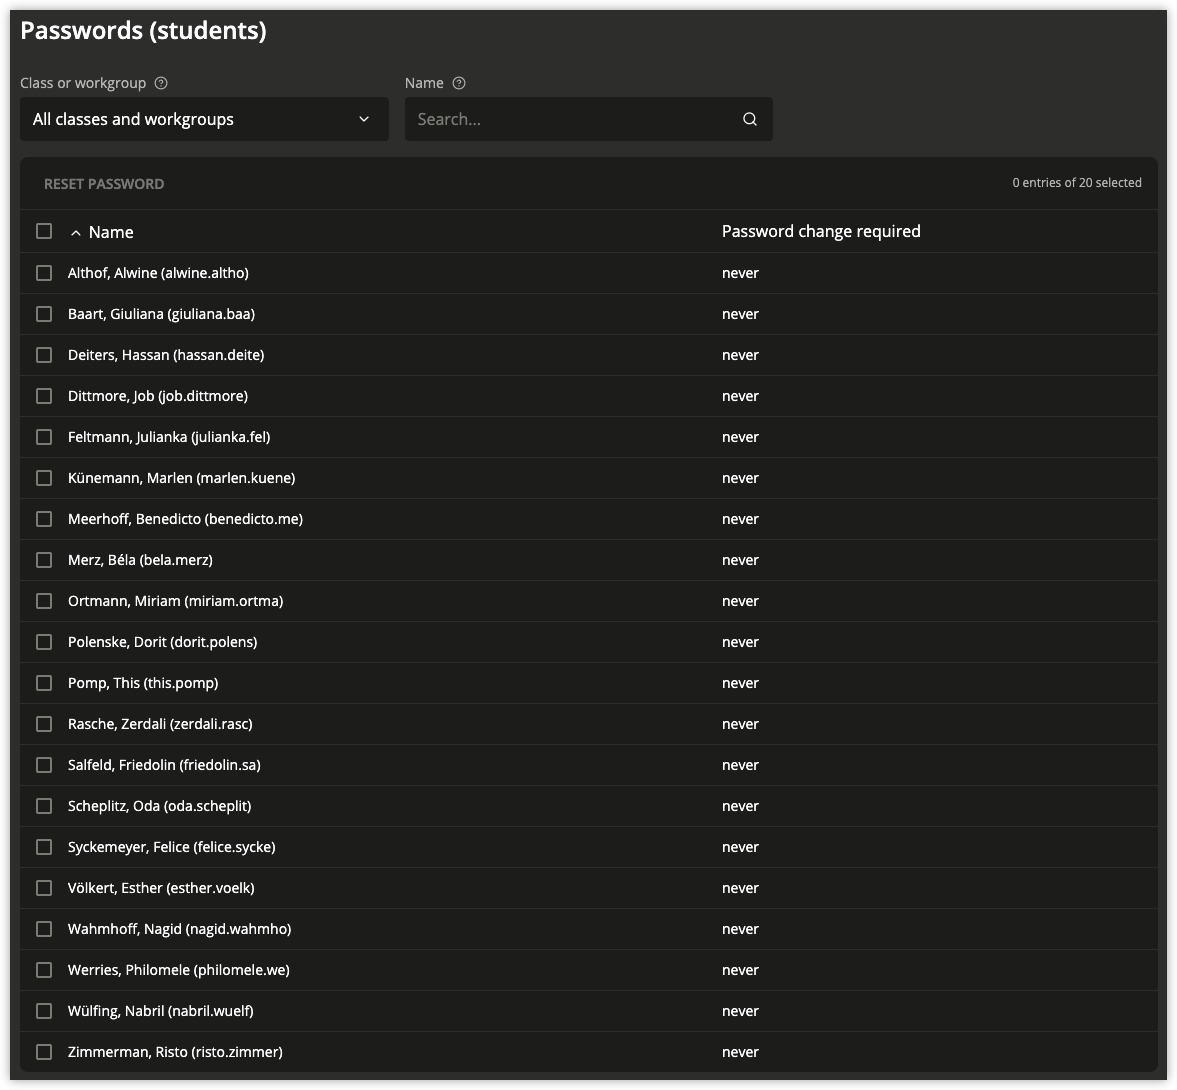 Passwords (students)
Class or workgroup
Name
All classes and workgroups
Search...
RESET PASSWORD
0 entries of 20 selected
Name
Password change required
Althof, Alwine (alwine.altho)
never
Baart, Giuliana (giuliana.baa)
never
Deiters, Hassan (hassan.deite)
never
Dittmore, Job (job.dittmore)
never
Feltmann, Julianka (julianka.fel)
never
Künemann, Marlen (marlen.kuene)
never
Meerhoff, Benedicto (benedicto.me)
never
Merz, Béla (bela.merz)
never
Ortmann, Miriam (miriam.ortma)
never
Polenske, Dorit (dorit.polens)
never
Pomp, This (this.pomp)
never
Rasche, Zerdali (zerdali.rasc)
never
Salfeld, Friedolin (friedolin.sa)
never
Scheplitz, Oda (oda.scheplit)
never
Syckemeyer, Felice (felice.sycke)
never
Völkert, Esther (esther.voelk)
never
Wahmhoff, Nagid (nagid.wahmho)
never
Werries, Philomele (philomele.we)
never
Wülfing, Nabril (nabril.wuelf)
never
Zimmerman, Risto (risto.zimmer)
never